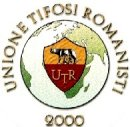 UNIONE TIFOSI ROMANISTI
UTR
2000